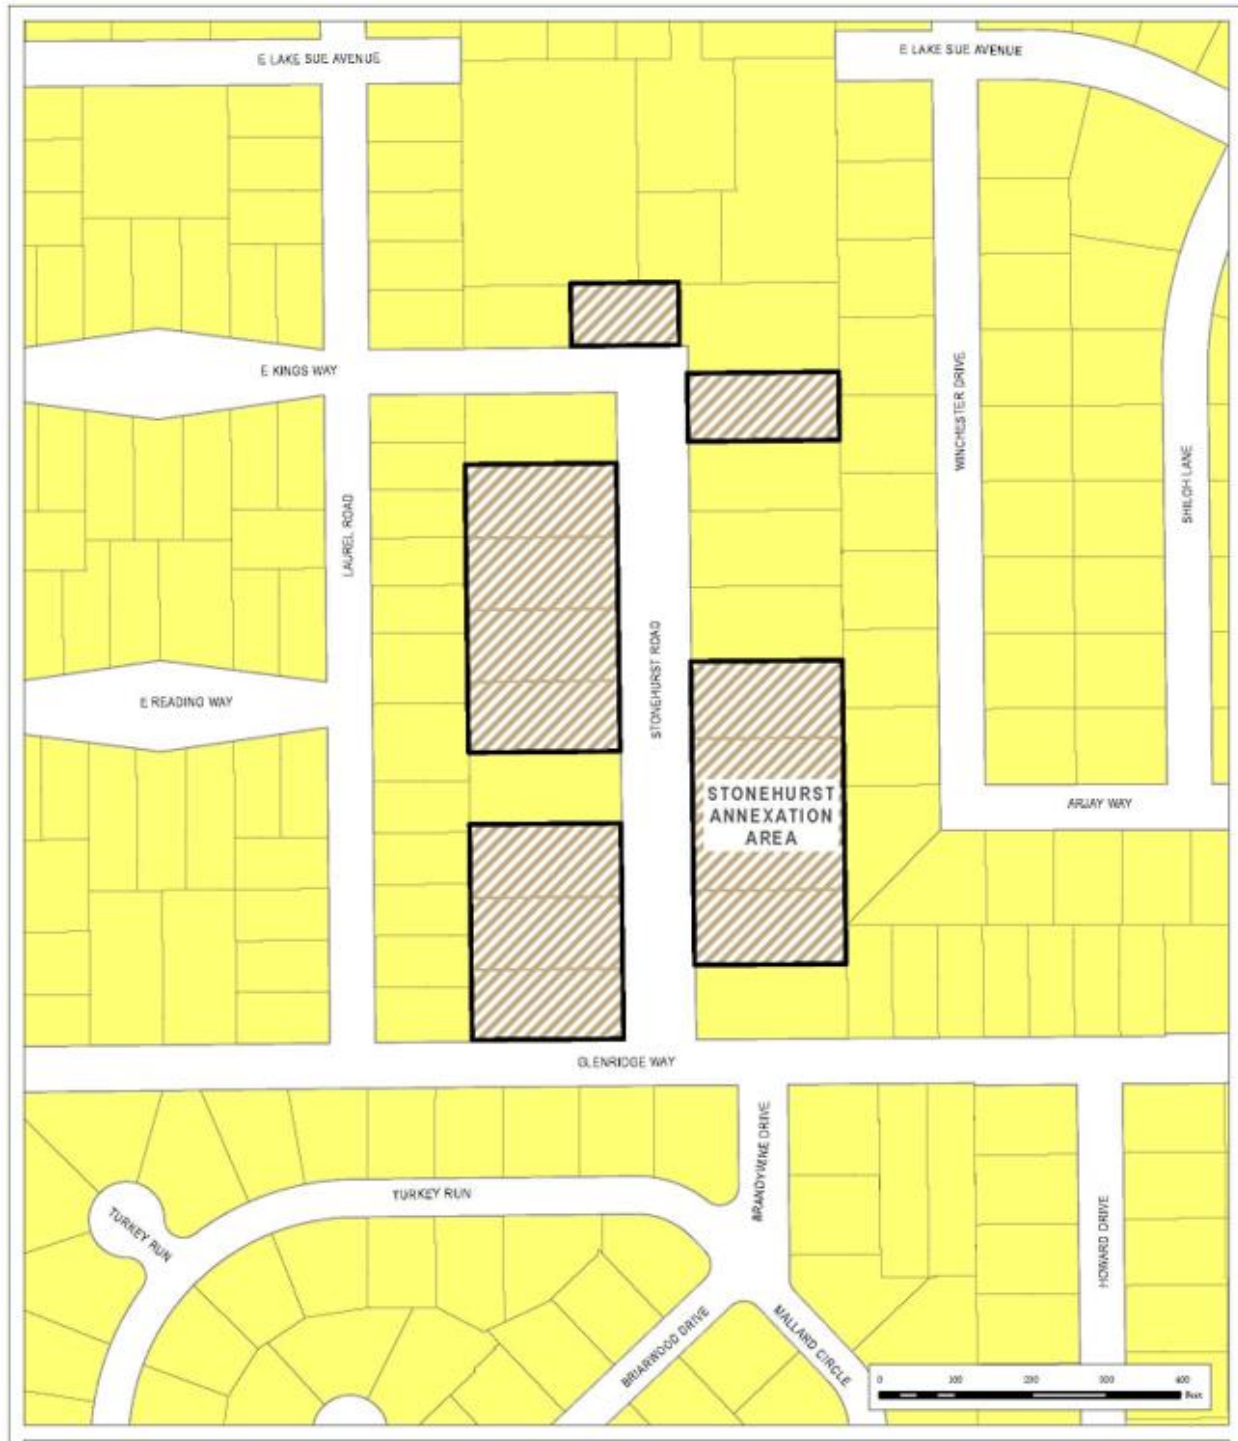 E LAKE SUE AVENUE
E LAKE SUE AVENUE
E KINGS WAY
WINCHESTER DRIVE
SHILOH LANE
LAUREL ROAD
STONEHURST ROAD
E READING WAY
STONEHURST
ANNEXATION
AREA
ARJAY WAY
GLENRIDGE WAY
BRANDYWINE DRIVE
TURKEY RUN
TURKEY RUN
HOWARD DRIVE
BRIARWOOD DRIVE
MALLARD CIRCLE
0 100 200 300 400
Feet